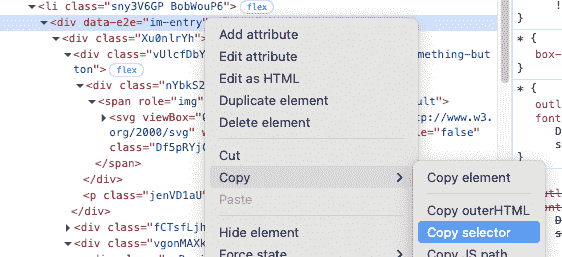 <li class="sny3V6GP BobWouP6"> flex
<div data-e2e="im-entry"
<div class="Xu0nlrYh">
<div class="vUlcfDbY
ton"> flex
<div class="nYbkS2
<span role="img"
<svg viewBox="
org/2000/svg" w
class="Df5pRYj
</span>
</div>
<p class="jenVD1aU"
</div>
<div class="fCTsfLjh
<div class="vgonMAXk
mething-but
ult">
tp://www.w3.
le="false"
Add attribute
Edit attribute
Edit as HTML
Duplicate element
Delete element
Cut
Copy
Paste
Hide element
Force state
Copy element
Copy outerHTML
Copy selector
Copy JS path
* {
box-
}
* {
outl
font
D
s
}